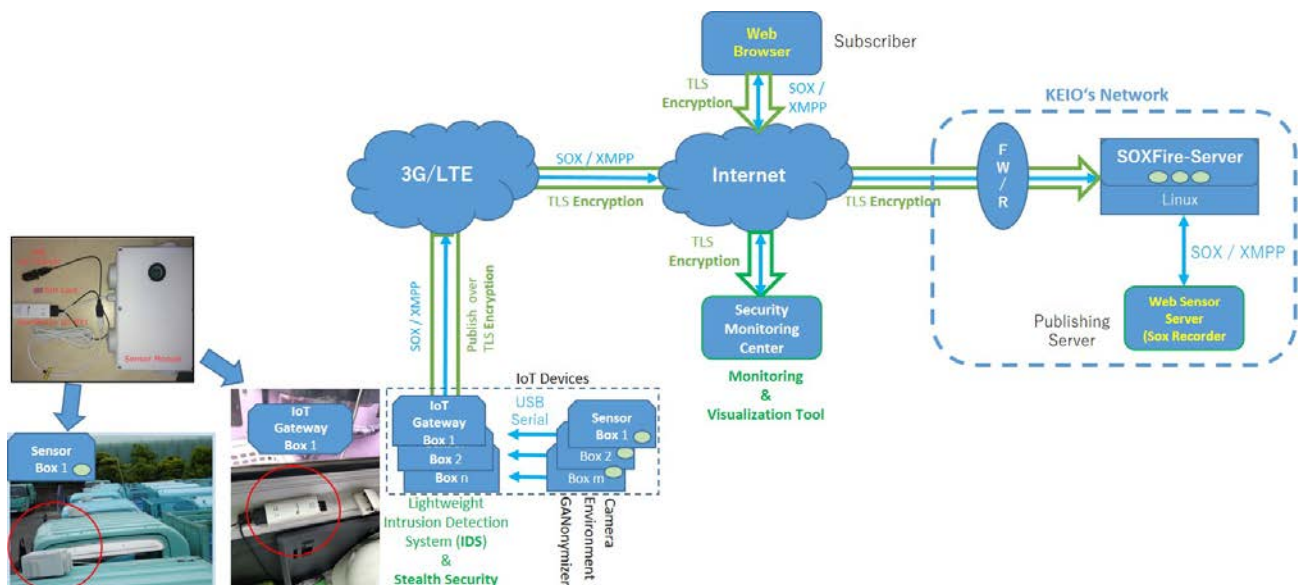 Web
Browser
Subscriber
TLS
Encryption
SOX /
XMPP
KEIO's Network
3G/LTE
SOX / XMPP
TLS Encryption
Internet
TLS Encryption
FW/R
SOXFire-Server
Linux
SOX / XMPP
Web Sensor
Server
(Sox Recorder
Publishing
Server
TLS
Encryption
Security
Monitoring
Center
Monitoring
&
Visualization Tool
SOX / XMPP
Publish over
TLS Encryption
IoT Devices
IoT
Gateway
Box 1
Box 2
Box n
USB
Serial
Sensor
Box 1
Box 2
Box m
Lightweight
Intrusion Detection
System (IDS)
&
Stealth Security
Camera
Environment
GANonymizer
Sensor Module
IoT
Gateway
Box 1
Sensor
Box 1